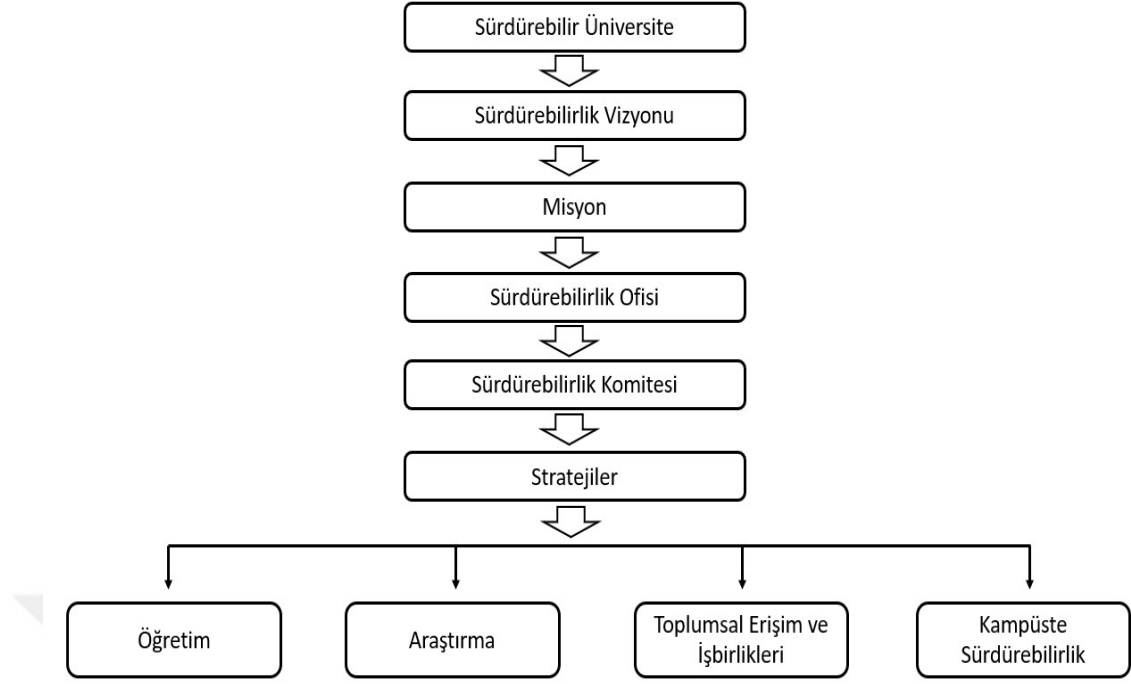 Sürdürebilir Üniversite
Sürdürebilirlik Vizyonu
Misyon
Sürdürebilirlik Ofisi
Sürdürebilirlik Komitesi
Stratejiler
Öğretim
Araştırma
Toplumsal Erişim ve
İşbirlikleri
Kampüste
Sürdürebilirlik